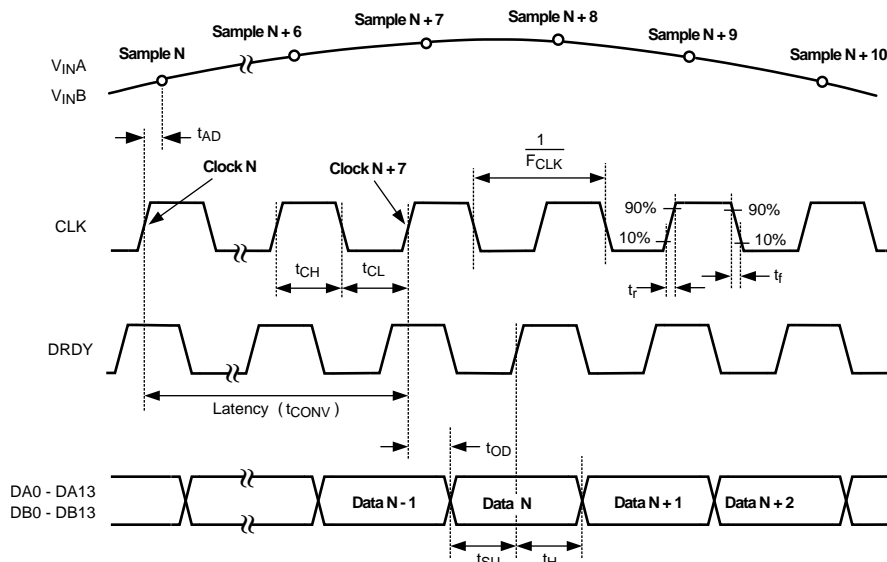 Sample N
Sample N + 6
Sample N + 7
Sample N + 8
Sample N + 9
Sample N + 10
VINA
VINB
tAD
Clock N
Clock N + 7
1
FCLK
CLK
90%
90%
10%
10%
tCH
tCL
tr
tf
DRDY
Latency (tCONV)
tOD
DA0 - DA13
DB0 - DB13
Data N - 1
Data N
Data N + 1
Data N + 2
tSU
tH